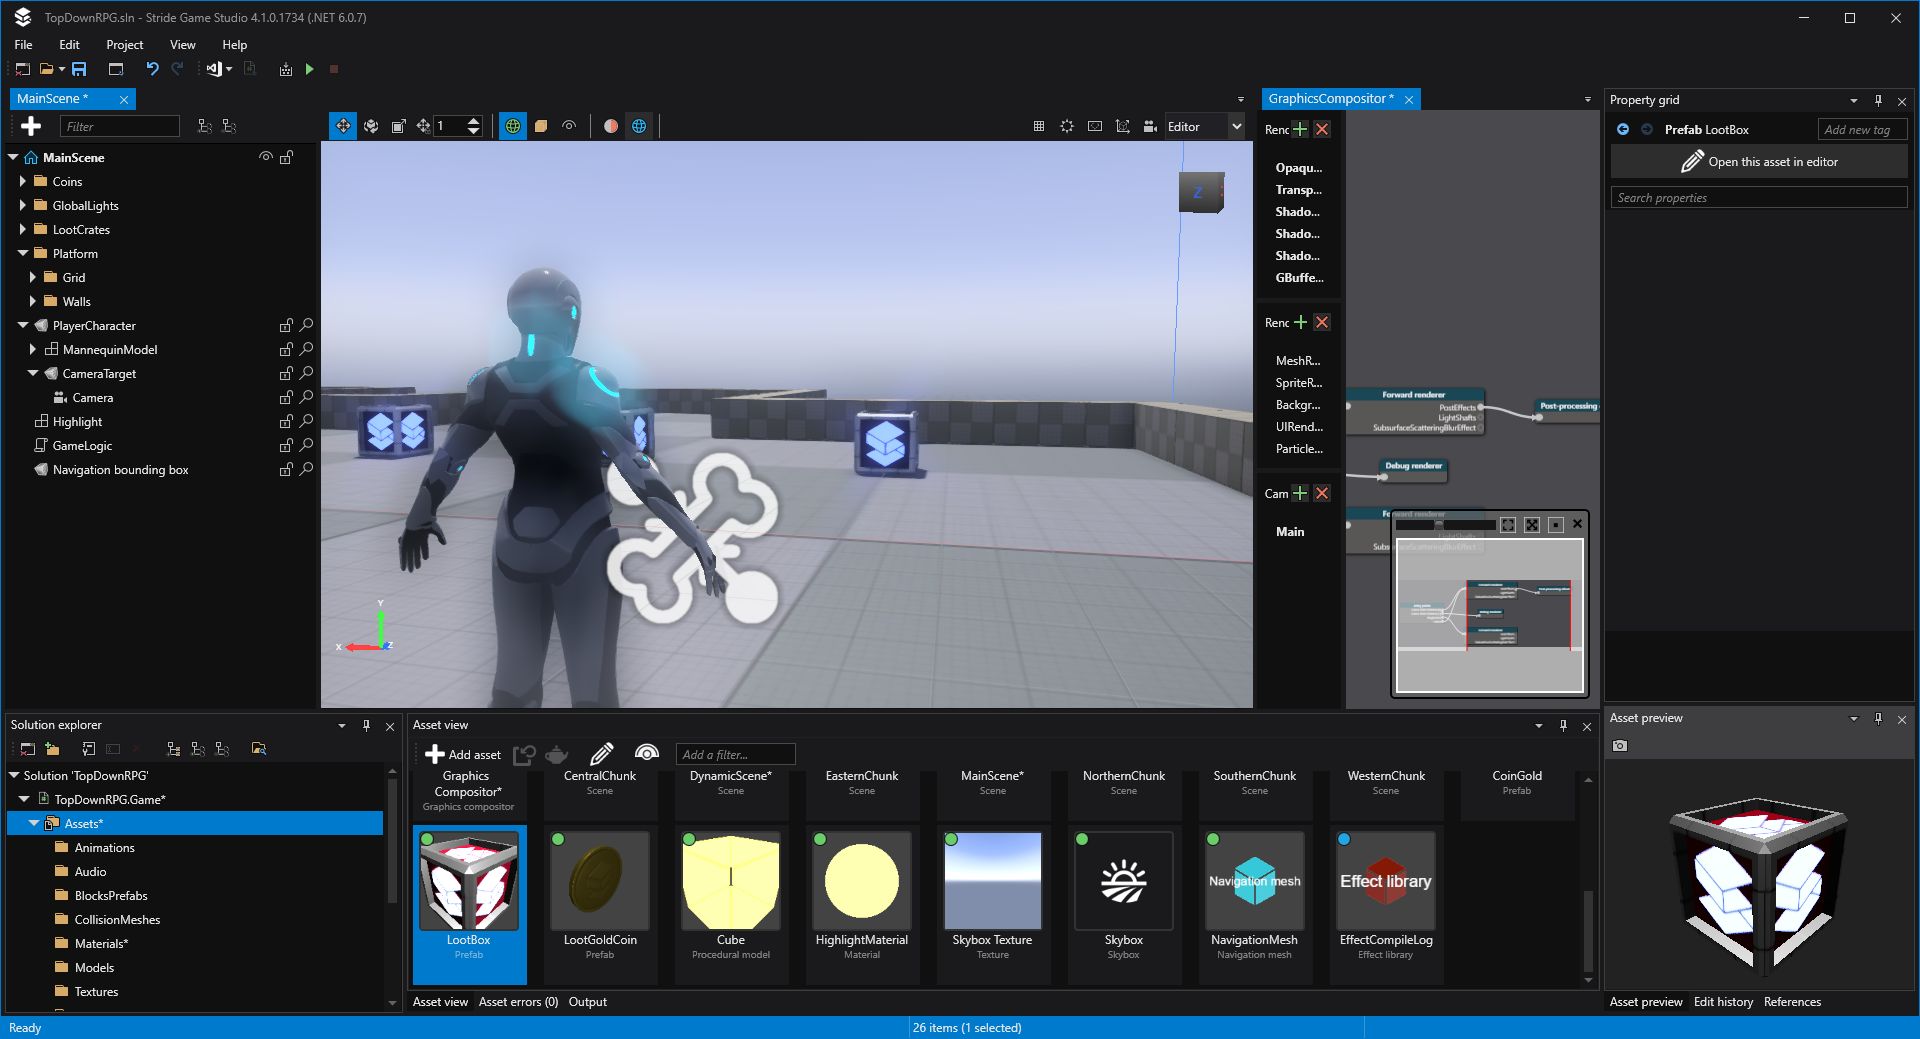 TopDownRPG.sln - Stride Game Studio 4.1.0.1734 (.NET 6.0.7)
File Edit Project View Help
MainScene *
Filter
MainScene
Coins
GlobalLights
LootCrates
Platform
Grid
Walls
PlayerCharacter
MannequinModel
CameraTarget
Camera
Highlight
GameLogic
Navigation bounding box
1
Editor
Z
Y
X
Z
GraphicsCompositor *
Renc
Opaqu...
Transp...
Shado...
Shado...
Shado...
GBuffe...
Renc
MeshR...
SpriteR...
Backgr...
UIRend...
Particle...
Cam
Main
Forward renderer
PostEffects
LightShafts
SubsurfaceScatteringBlurEffect
Post-processing
Debug renderer
Forward renderer
LightShafts
Property grid
Prefab LootBox
Add new tag
Open this asset in editor
Search properties
Solution explorer
Solution 'TopDownRPG'
TopDownRPG.Game*
Assets*
Animations
Audio
BlocksPrefabs
CollisionMeshes
Materials*
Models
Textures
Asset view
Add asset
Add a filter...
Graphics
Compositor*
Graphics compositor
CentralChunk
Scene
DynamicScene*
Scene
EasternChunk
Scene
MainScene*
Scene
NorthernChunk
Scene
SouthernChunk
Scene
WesternChunk
Scene
CoinGold
Prefab
LootBox
Prefab
LootGoldCoin
Prefab
Cube
Procedural model
HighlightMaterial
Material
Skybox Texture
Texture
Skybox
Skybox
Navigation mesh
NavigationMesh
Navigation mesh
Effect library
EffectCompileLog
Effect library
Asset view Asset errors (0) Output
Asset preview
Asset preview Edit history References
Ready
26 items (1 selected)